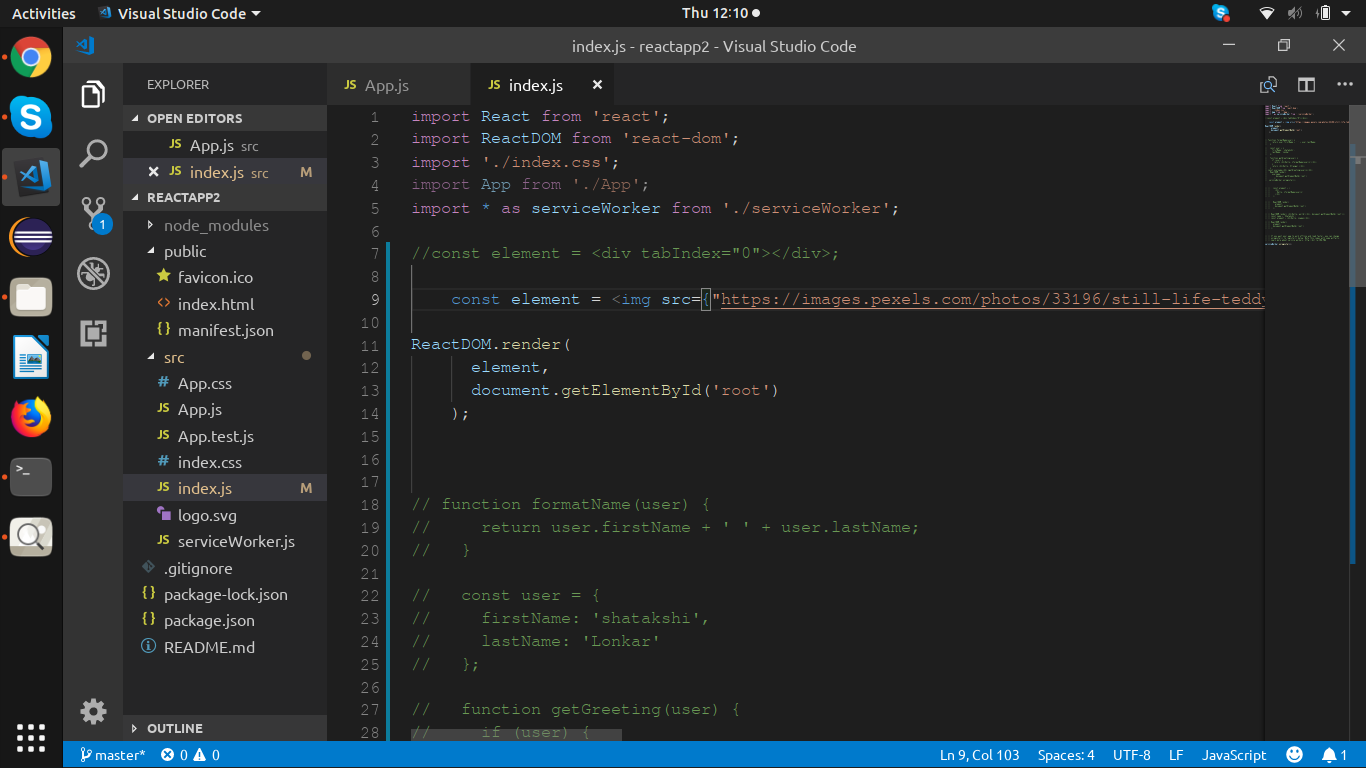 Activities
Visual Studio Code
Thu 12:10
index.js - reactapp2 - Visual Studio Code
EXPLORER
OPEN EDITORS
JS App.js src
JS index.js src M
REACTAPP2
node_modules
public
favicon.ico
<> index.html
{} manifest.json
src
# App.css
JS App.js
JS App.test.js
# index.css
JS index.js M
logo.svg
JS serviceWorker.js
.gitignore
{} package-lock.json
{} package.json
README.md
OUTLINE
1
JS App.js
JS index.js
1 import React from 'react';
2 import ReactDOM from 'react-dom';
3 import './index.css';
4 import App from './App';
5 import * as serviceWorker from './serviceWorker';
6
7 //const element = <div tabIndex="0"></div>;
8
9 const element = <img src={"https://images.pexels.com/photos/33196/still-life-teddy
10
11 ReactDOM.render(
12 element,
13 document.getElementById('root')
14 );
15
16
17
18 // function formatName(user) {
19 // return user.firstName + ' ' + user.lastName;
20 // }
21
22 // const user = {
23 // firstName: 'shatakshi',
24 // lastName: 'Lonkar'
25 // };
26
27 // function getGreeting(user) {
28 // if (user) {
master*
0
0
Ln 9, Col 103
Spaces: 4
UTF-8
LF
JavaScript
1